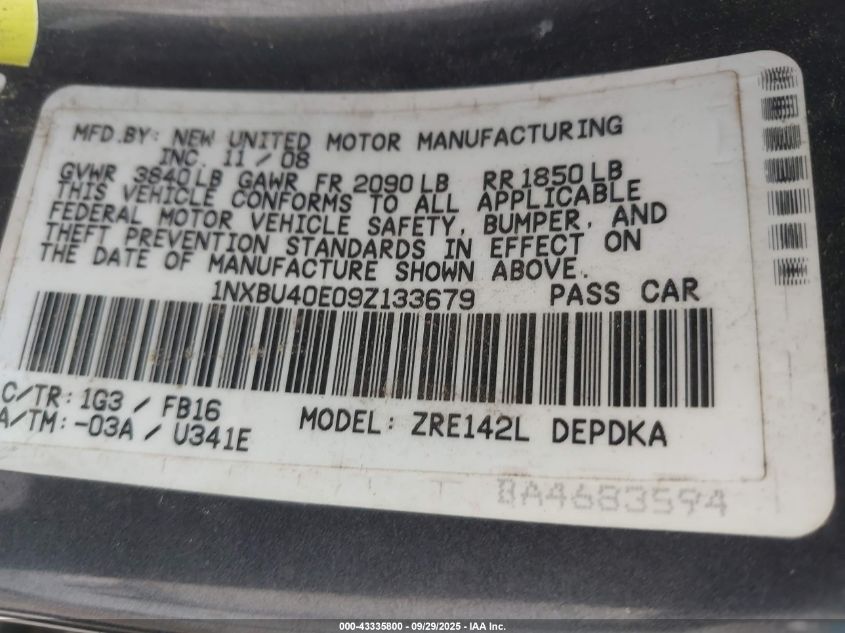 MFD.BY: NEW UNITED MOTOR MANUFACTURING
INC. 11 / 08
GVWR 3840 LB GAWR FR 2090 LB RR 1850 LB
THIS VEHICLE CONFORMS TO ALL APPLICABLE
FEDERAL MOTOR VEHICLE SAFETY, BUMPER, AND
THEFT PREVENTION STANDARDS IN EFFECT ON
THE DATE OF MANUFACTURE SHOWN ABOVE.
1NXBU40E09Z133679 PASS CAR
C/TR: 1G3 / FB16
A/TM: -03A / U341E
MODEL: ZRE142L DEPDKA
BA4683594
000-43335800 - 09/29/2025 - IAA Inc.